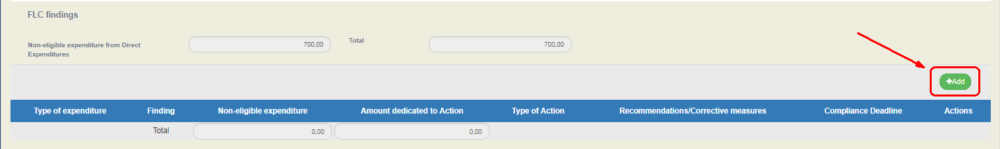 FLC findings
Non-eligible expenditure from Direct
Expenditures
700,00
Total
700,00
+Add
Type of expenditure Finding Non-eligible expenditure Amount dedicated to Action Type of Action Recommendations/Corrective measures Compliance Deadline Actions
Total 0,00 0,00